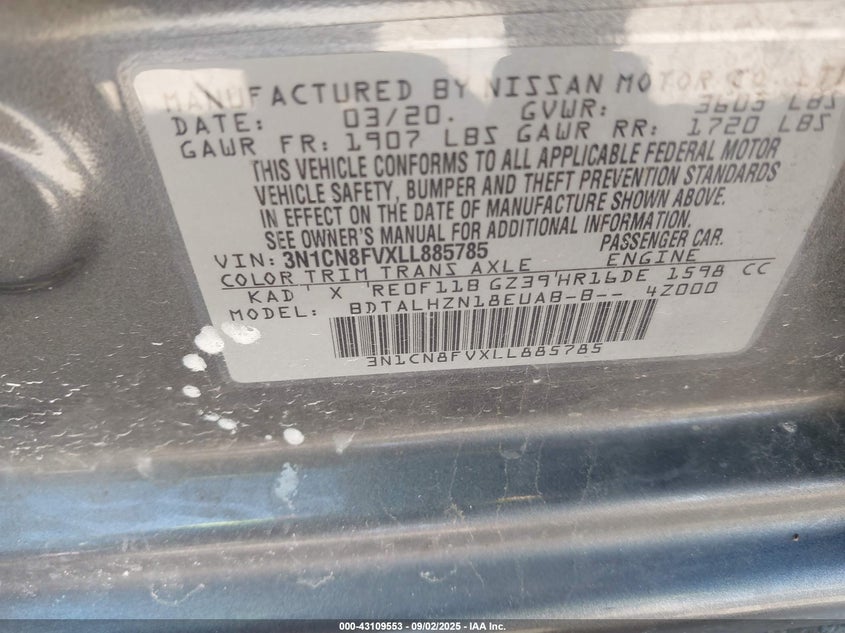 MANUFACTURED BY NISSAN MOTOR CO., LTD
DATE: 03/20. GVWR: 3603 LBS
GAWR FR: 1907 LBS GAWR RR: 1720 LBS
THIS VEHICLE CONFORMS TO ALL APPLICABLE FEDERAL MOTOR
VEHICLE SAFETY, BUMPER AND THEFT PREVENTION STANDARDS
IN EFFECT ON THE DATE OF MANUFACTURE SHOWN ABOVE.
SEE OWNER'S MANUAL FOR ADDITIONAL INFORMATION.
VIN: 3N1CN8FVXLL885785 PASSENGER CAR.
COLOR TRIM TRANS AXLE ENGINE
KAD X RE0F11B GZ39 HR16DE 1598 CC
MODEL: BDTALHZN18EUAB-B-- 4Z000
3N1CN8FVXLL885785
000-43109553 - 09/02/2025 - IAA Inc.